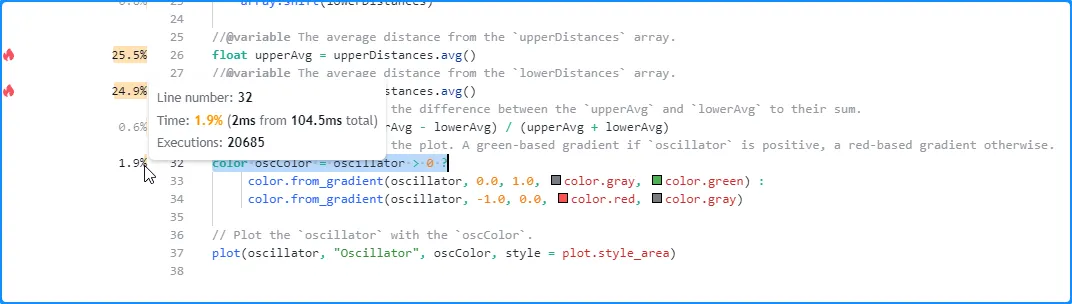 array.shift(lowerDistances)
24
25 //@variable The average distance from the `upperDistances` array.
25.5% 26 float upperAvg = upperDistances.avg()
27 //@variable The average distance from the `lowerDistances` array.
24.9% stances.avg()
Line number: 32
Time: 1.9% (2ms from 104.5ms total)
Executions: 20685
the difference between the `upperAvg` and `lowerAvg` to their sum.
0.6% Avg - lowerAvg) / (upperAvg + lowerAvg)
the plot. A green-based gradient if `oscillator` is positive, a red-based gradient otherwise.
1.9% 32 color oscColor = oscillator > 0 ?
33 color.from_gradient(oscillator, 0.0, 1.0, color.gray, color.green) :
34 color.from_gradient(oscillator, -1.0, 0.0, color.red, color.gray)
35
36 // Plot the `oscillator` with the `oscColor`.
37 plot(oscillator, "Oscillator", oscColor, style = plot.style_area)
38